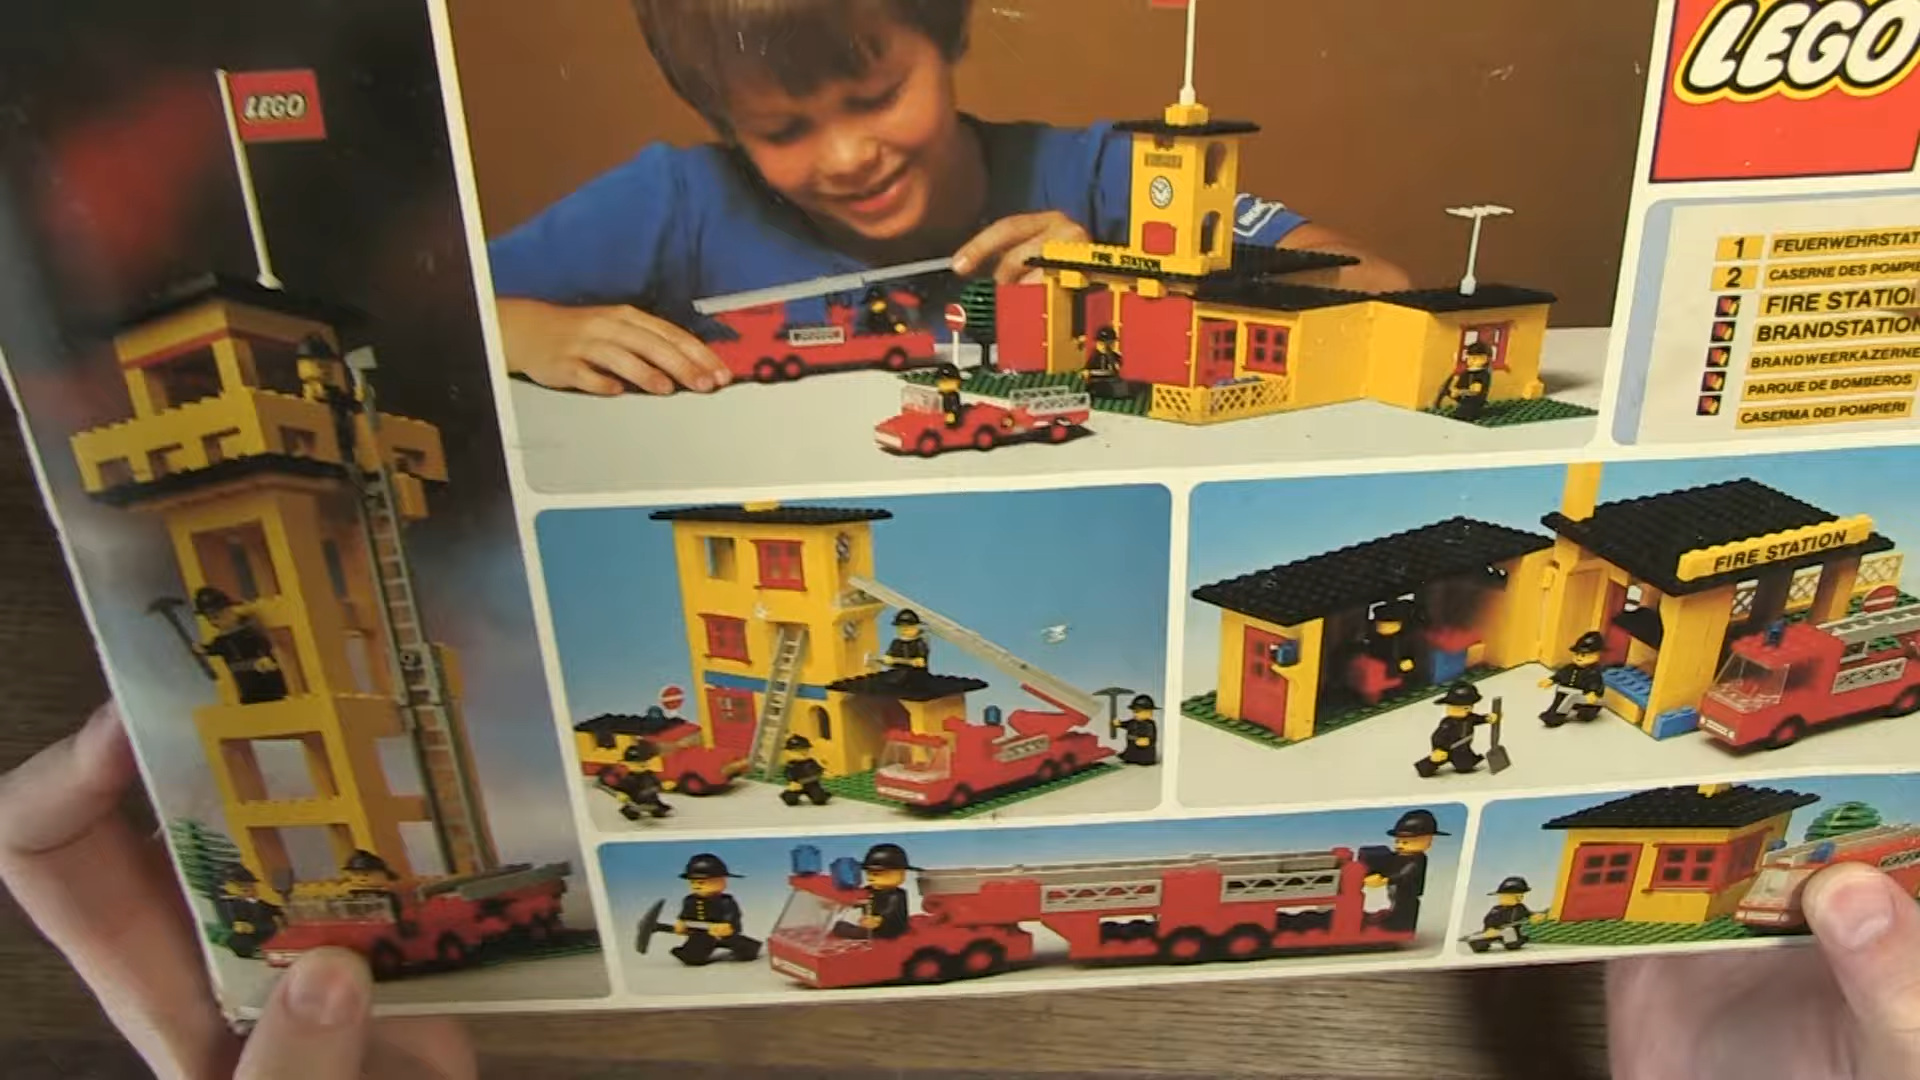 LEGO
LEGO
FIRE STATION
1 FEUERWEHRSTAT
2 CASERNE DES POMPIE
FIRE STATION
BRANDSTATION
BRANDWEERKAZERNE
PARQUE DE BOMBEROS
CASERMA DEI POMPIERI
FIRE STATION